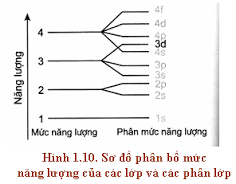 4f
4d
4p
3d
4s
3p
3s
2p
2s
1s
4
3
2
1
Năng lượng
Mức năng lượng
Phân mức năng lượng
Hình 1.10. Sơ đồ phân bố mức
năng lượng của các lớp và các phân lớp